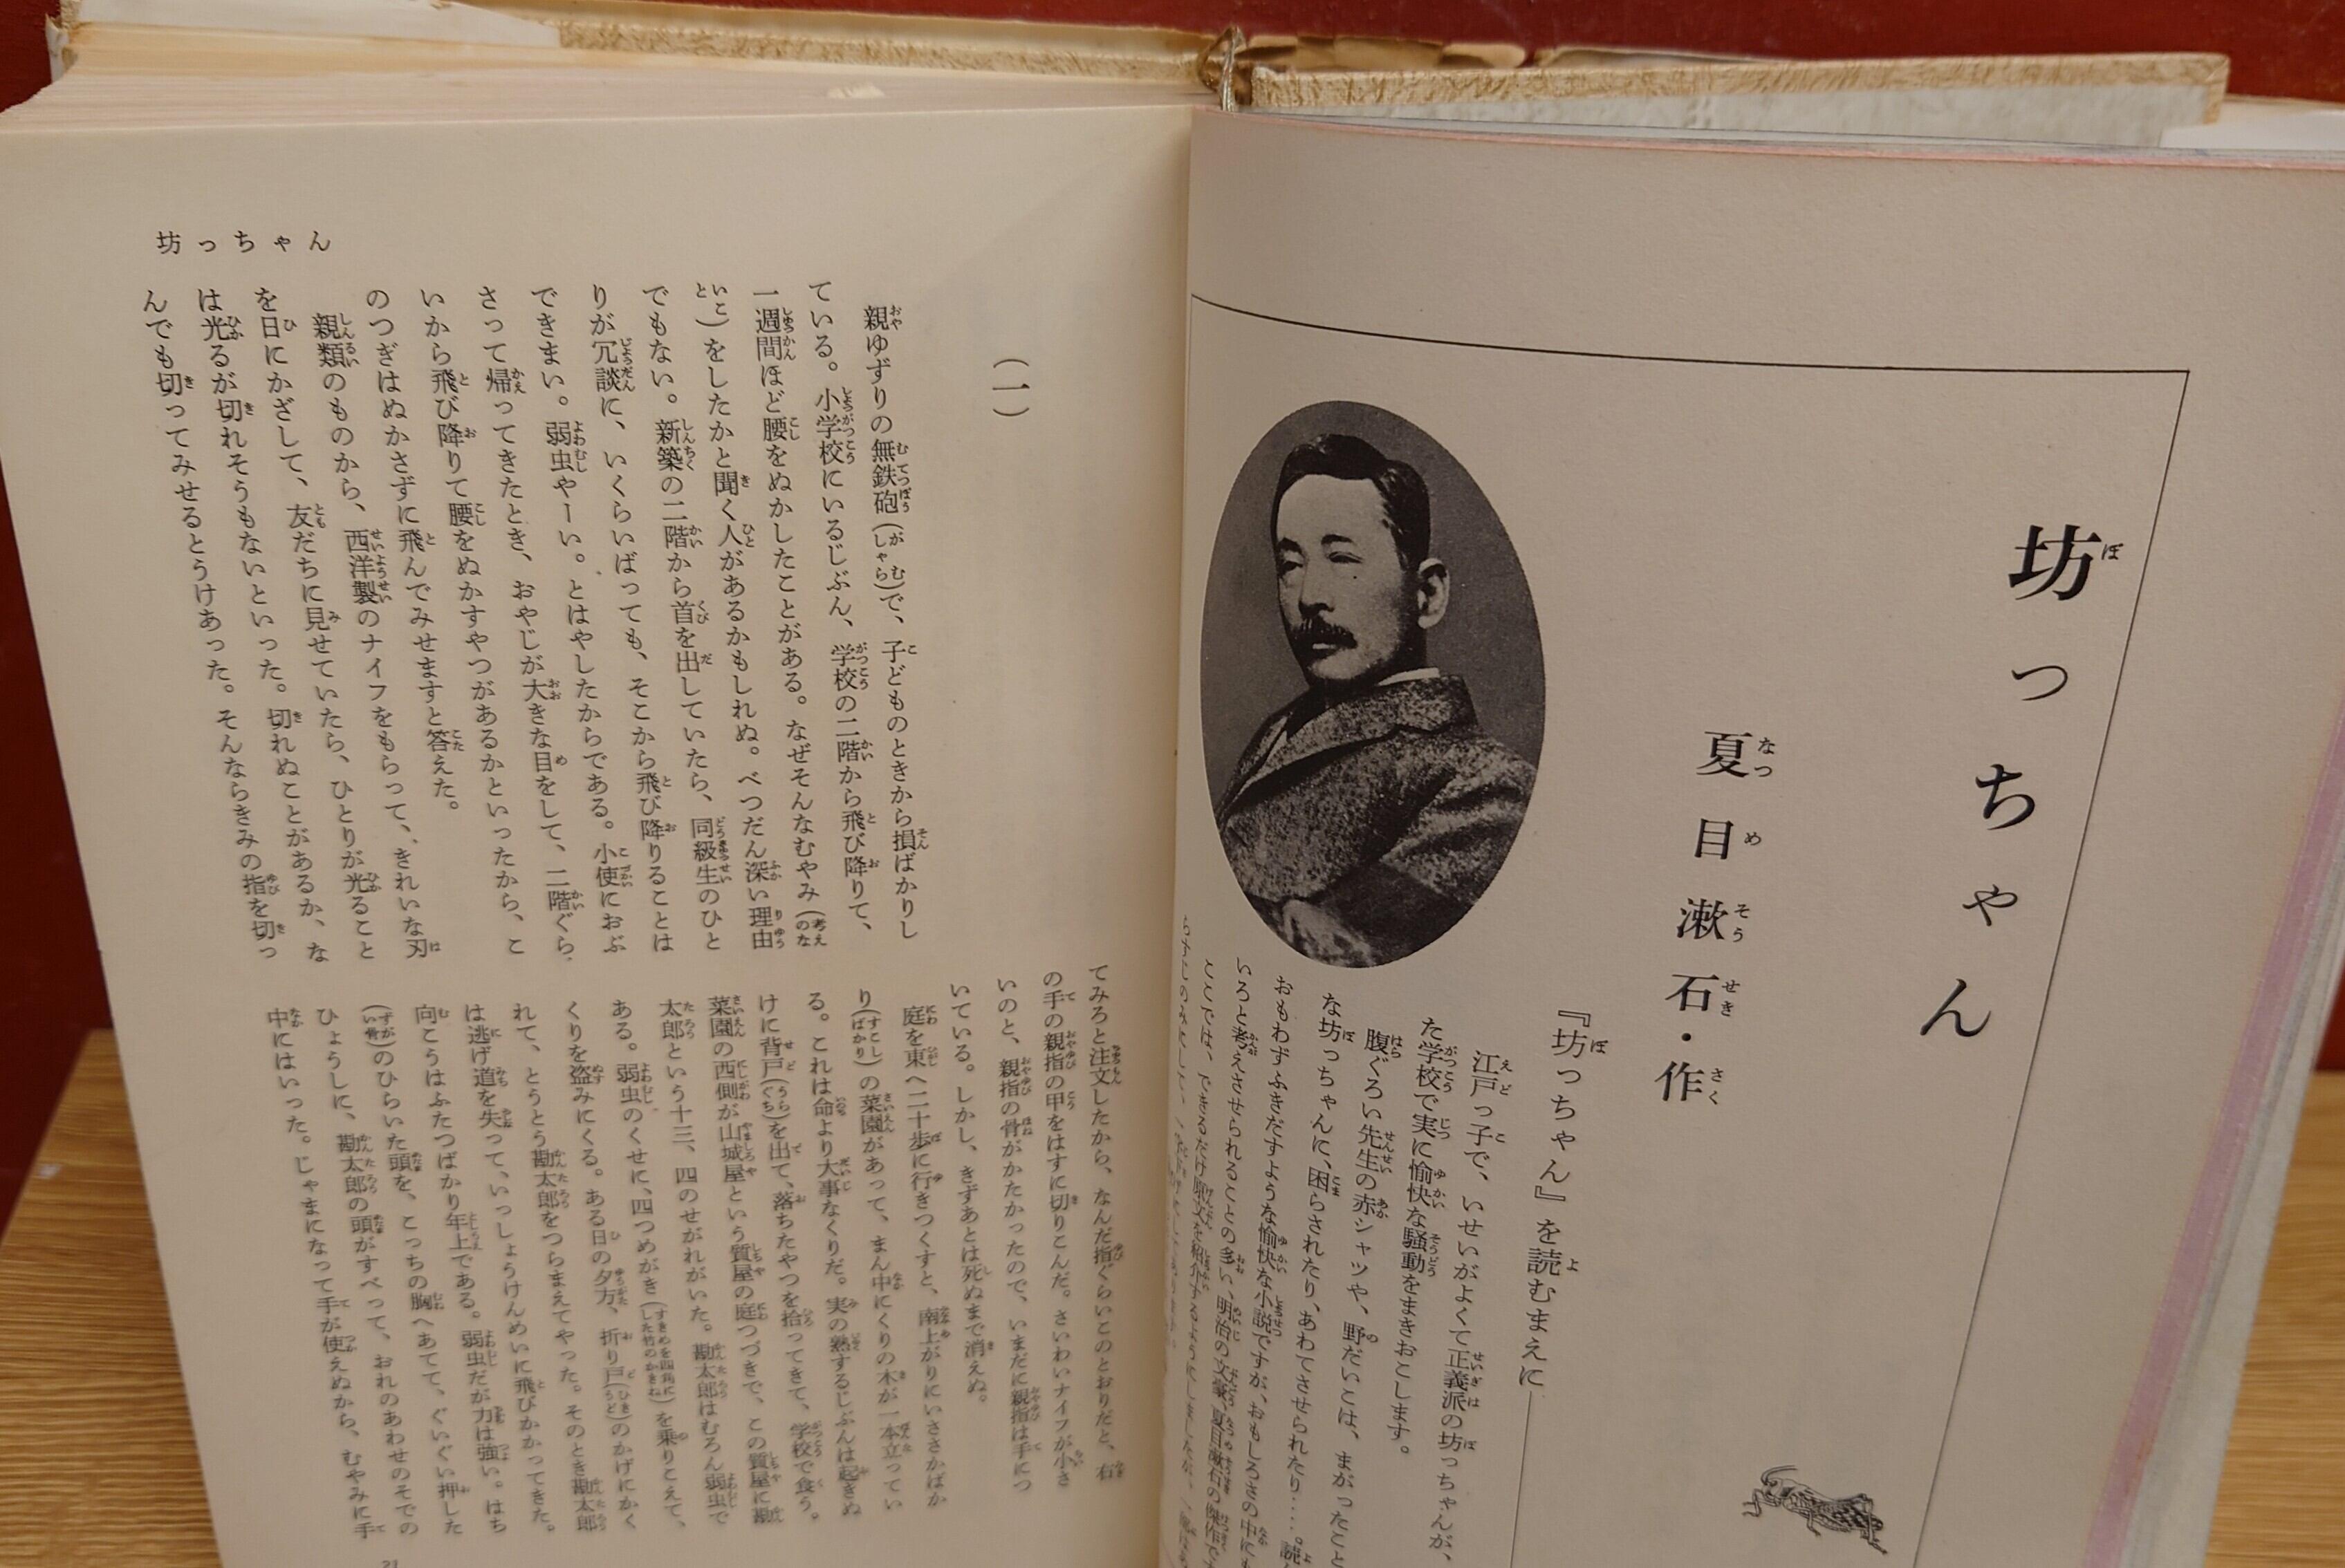 坊っちゃん
夏目漱石・作
『坊っちゃん』を読むまえに
江戸っ子で、いせいがよくて正義派の坊っちゃんが、
た学校で実に愉快な騒動をまきおこします。
腹ぐろい先生の赤シャツや、野だいこは、まがったこと
な坊っちゃんに、困らされたり、あわてさせられたり……。読
おもわずふきだすような愉快な小説ですが、おもしろさの中にも
いろと考えさせられることの多い、明治の文豪、夏目漱石の傑作で
(一)
親ゆずりの無鉄砲(がむしゃら)で、子どものときから損ばかりし
ている。小学校にいるじぶん、学校の二階から飛び降りて、
一週間ほど腰をぬかしたことがある。なぜそんなむやみ(考えのな
いこと)をしたかと聞く人があるかもしれぬ。べつだん深い理由
でもない。新築の二階から首を出していたら、同級生のひと
りが冗談に、いくらいばっても、そこから飛び降りることは
できまい。弱虫やーい。とはやしたからである。小使におぶ
さって帰ってきたとき、おやじが大きな目をして、二階ぐら
いから飛び降りて腰をぬかすやつがあるかといったから、こ
のつぎはぬかさずに飛んでみせますと答えた。
親類のものから、西洋製のナイフをもらって、きれいな刃
を日にかざして、友だちに見せていたら、ひとりが光ること
は光るが切れそうもないといった。切れぬことがあるか、な
んでも切ってみせるとうけあった。そんならきみの指を切っ
てみろと注文したから、なんだ指ぐらいこのとおりだと、右
の手の親指の甲をはすに切りこんだ。さいわいナイフが小さ
いのと、親指の骨がかたかったので、いまだに親指は手につ
いている。しかし、きずあとは死ぬまで消えぬ。
庭を東へ二十歩に行きつくすと、南上がりにいささかばか
り(すこしばかり)の菜園があって、まん中にくりの木が一本立ってい
る。これは命より大事なくりだ。実の熟するじぶんは起きぬ
けに背戸(うらぐち)を出て、落ちたやつを拾ってきて、学校で食う。
菜園の西側が山城屋という質屋の庭つづきで、この質屋に勘
太郎という十三、四のせがれがいた。勘太郎はむろん弱虫で
ある。弱虫のくせに、四つめがき(すきめを四角にした竹のかきね)を乗りこえて、
くりを盗みにくる。ある日の夕方、折り戸(ひきうど)のかげにかく
れて、とうとう勘太郎をつらまえてやった。そのとき勘太郎
は逃げ道を失って、いっしょうけんめいに飛びかかってきた。
向こうはふたつばかり年上である。弱虫だが力は強い。はち
(ずがい骨)のひらいた頭を、こっちの胸へあてて、ぐいぐい押した
ひょうしに、勘太郎の頭がすべって、おれのあわせのそでの
中にはいった。じゃまになって手が使えぬから、むやみに手
坊っちゃん
21